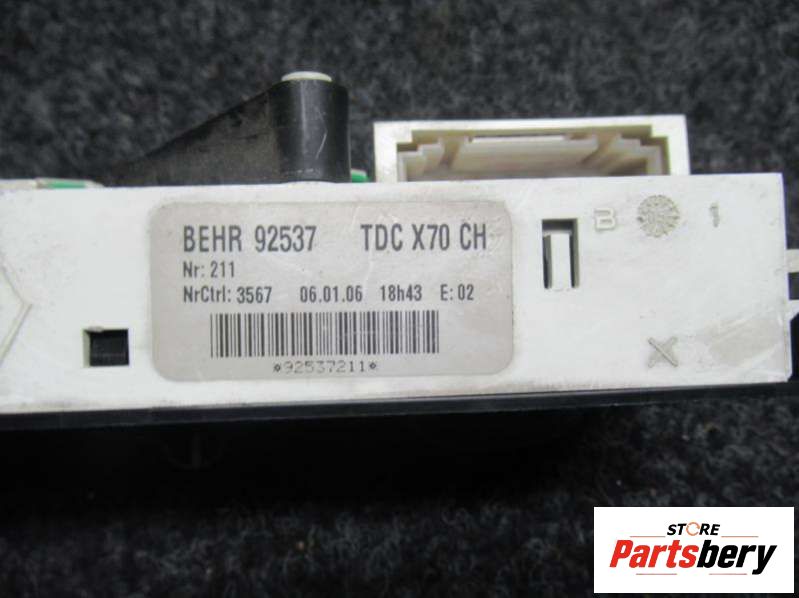 BEHR 92537 TDC X70 CH
Nr: 211
NrCtrl: 3567 06.01.06 18h43 E: 02
*92537211*
B 1
STORE
Partsbery